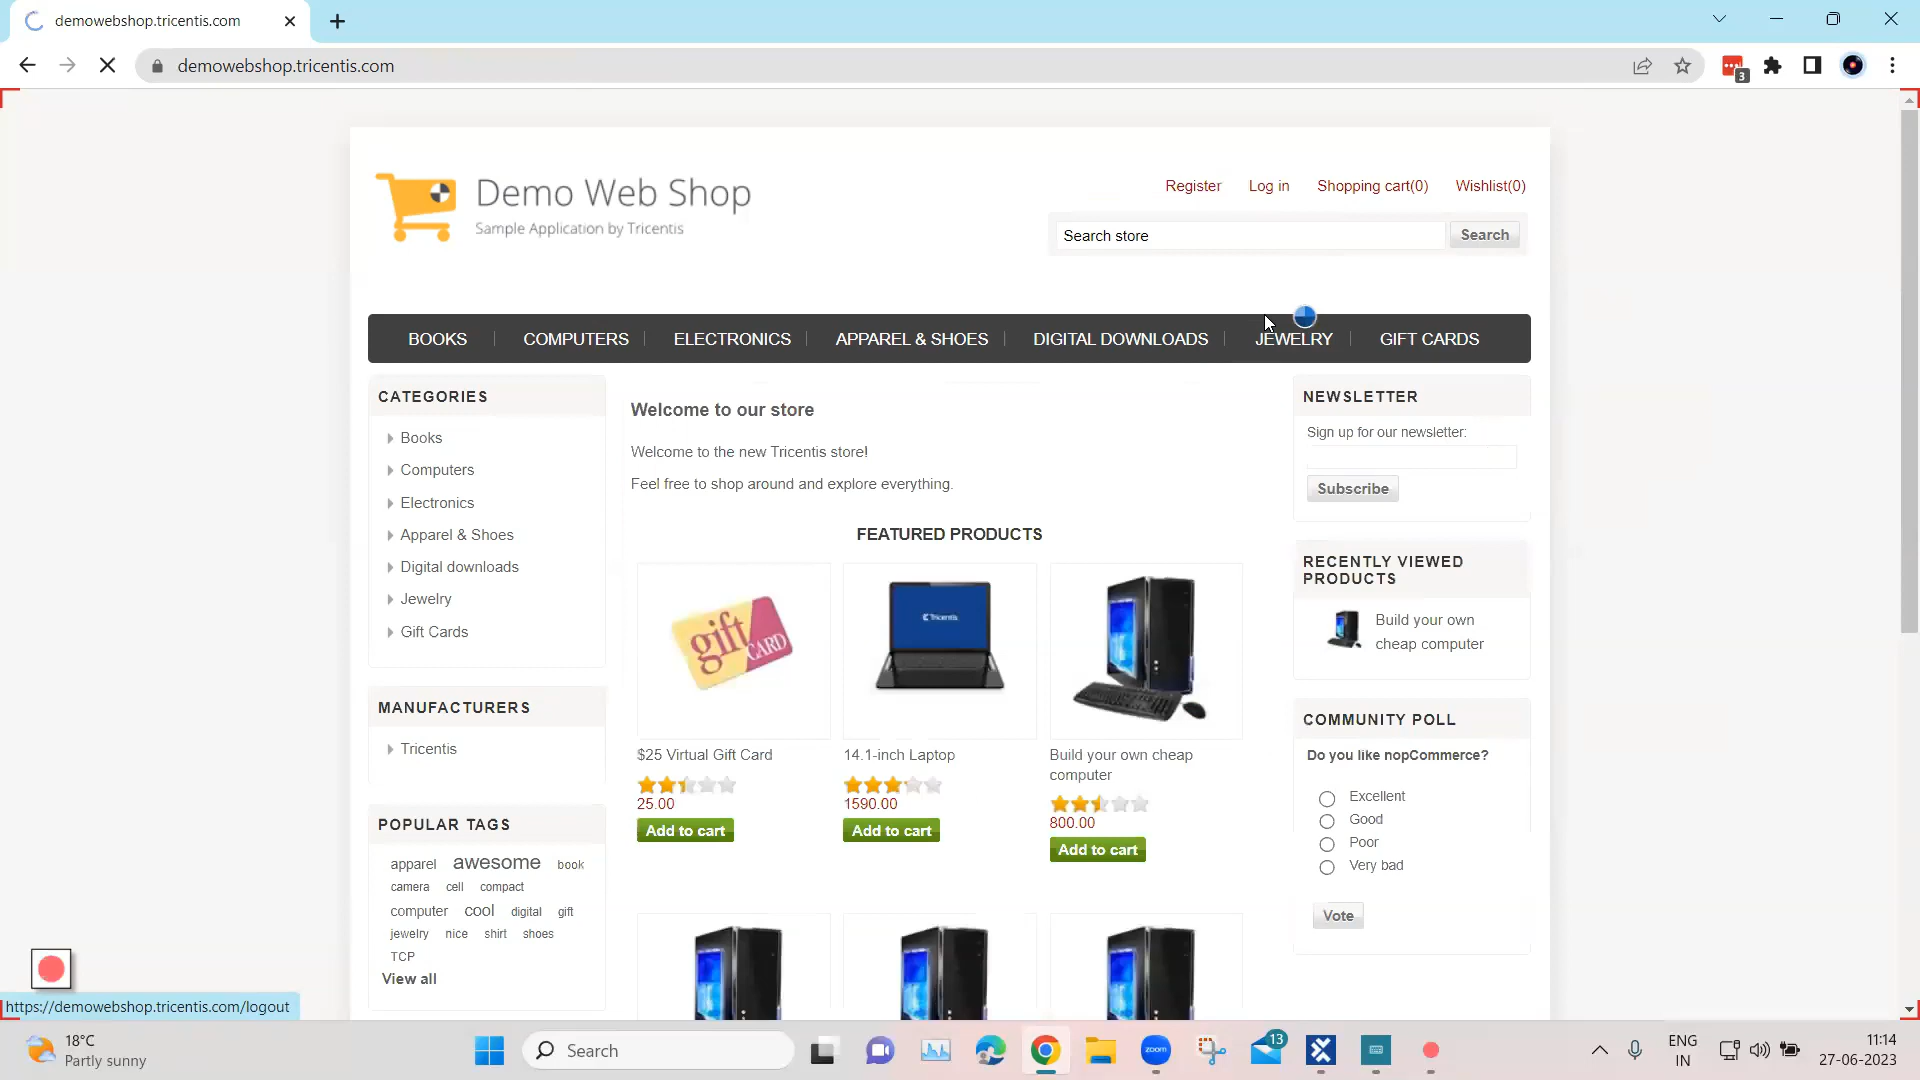 demowebshop.tricentis.com
demowebshop.tricentis.com
3
Demo Web Shop
Sample Application by Tricentis
Register
Log in
Shopping cart(0)
Wishlist(0)
Search store
Search
BOOKS
COMPUTERS
ELECTRONICS
APPAREL & SHOES
DIGITAL DOWNLOADS
JEWELRY
GIFT CARDS
CATEGORIES
Books
Computers
Electronics
Apparel & Shoes
Digital downloads
Jewelry
Gift Cards
MANUFACTURERS
Tricentis
POPULAR TAGS
apparel awesome book
camera cell compact
computer cool digital gift
jewelry nice shirt shoes
TCP
View all
Welcome to our store
Welcome to the new Tricentis store!
Feel free to shop around and explore everything.
FEATURED PRODUCTS
gift
CARD
Tricentis
$25 Virtual Gift Card
25.00
Add to cart
14.1-inch Laptop
1590.00
Add to cart
Build your own cheap
computer
800.00
Add to cart
NEWSLETTER
Sign up for our newsletter:
Subscribe
RECENTLY VIEWED
PRODUCTS
Build your own
cheap computer
COMMUNITY POLL
Do you like nopCommerce?
Excellent
Good
Poor
Very bad
Vote
https://demowebshop.tricentis.com/logout
18°C
Partly sunny
Search
zoom
13
ENG
IN
11:14
27-06-2023